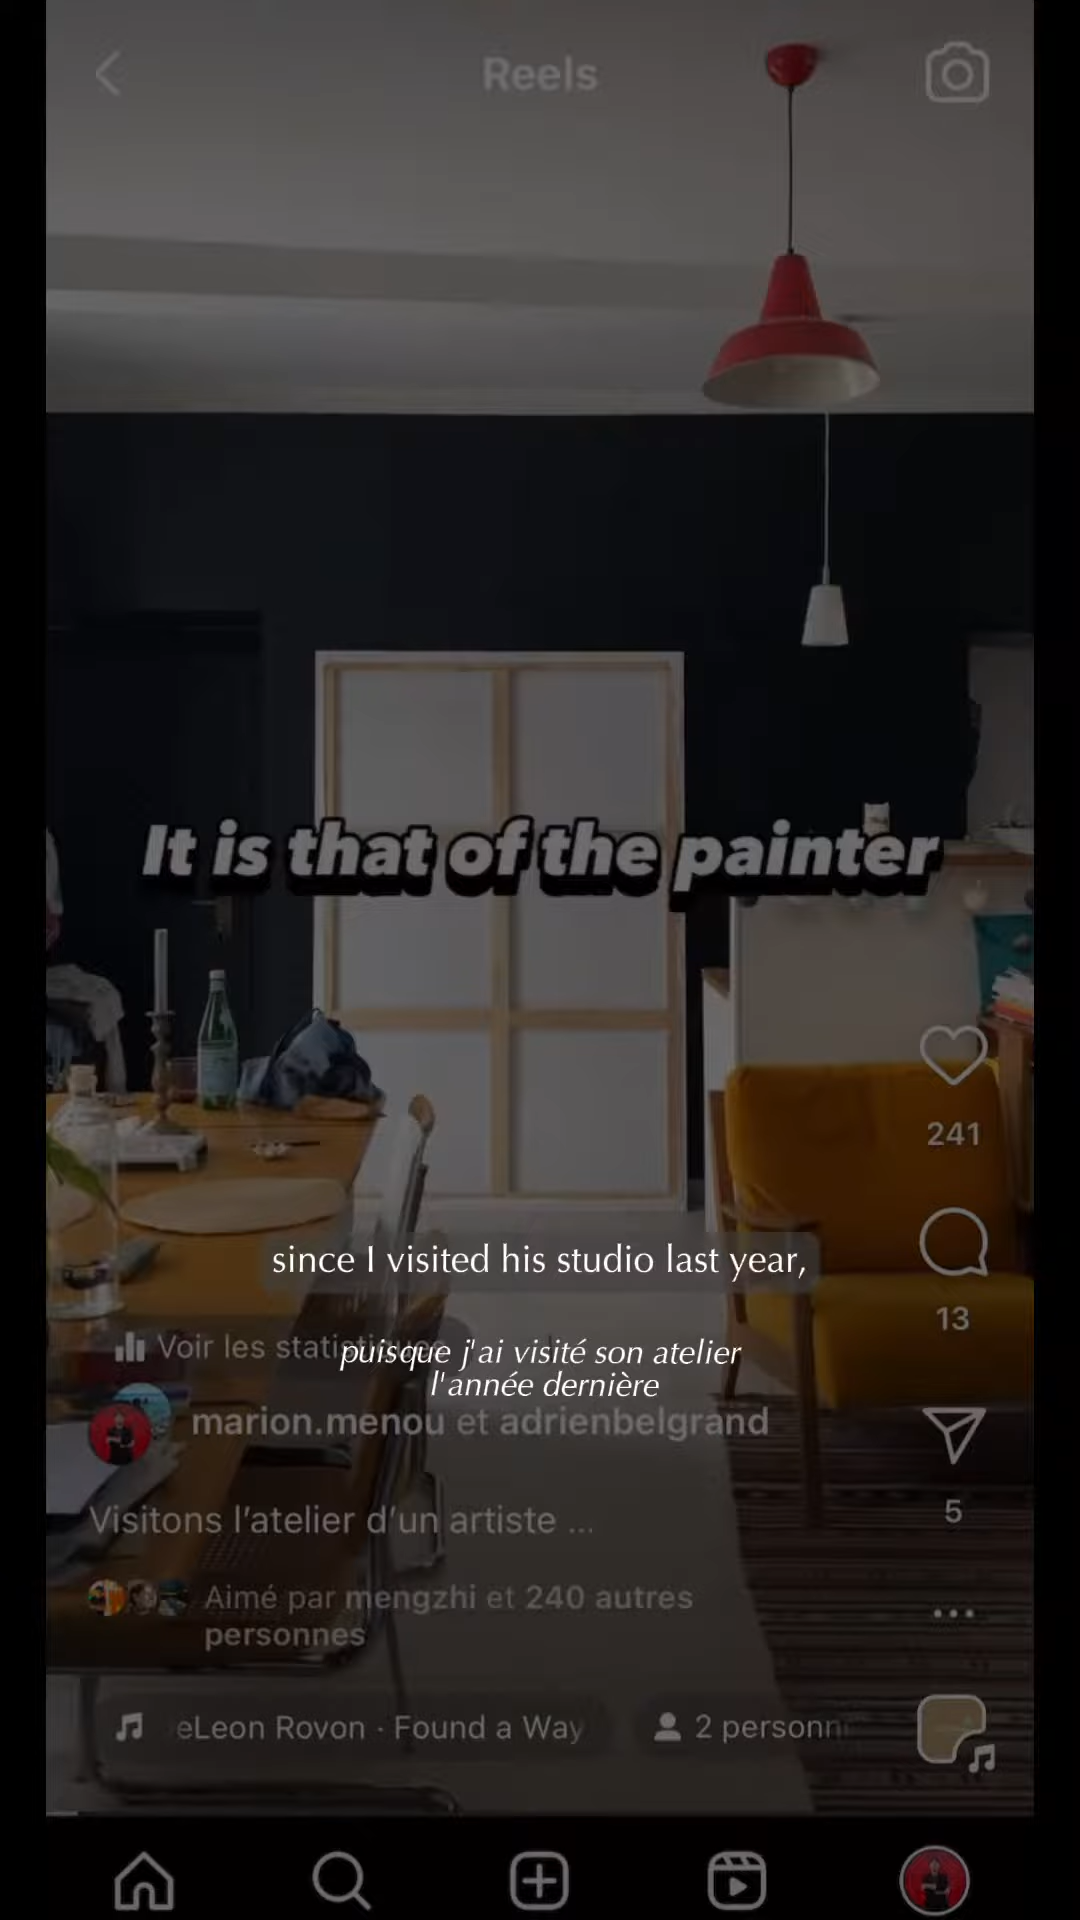 Reels
It is that of the painter
241
since I visited his studio last year,
13
Voir les statistiques
puisque j'ai visité son atelier
l'année dernière
marion.menou et adrienbelgrand
5
Visitons l’atelier d’un artiste ...
Aimé par mengzhi et 240 autres
personnes
eLeon Rovon · Found a Way
2 personn